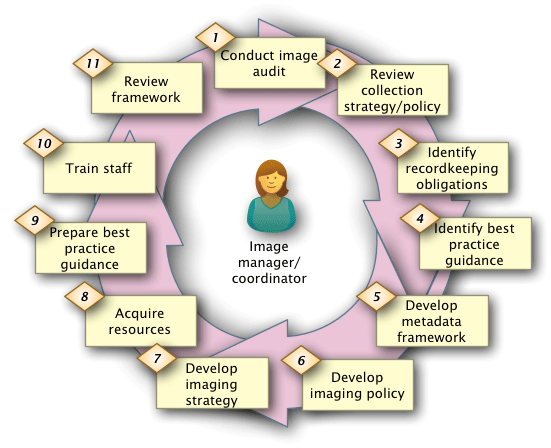 1
Conduct image
audit
2
Review
collection
strategy/policy
3
Identify
recordkeeping
obligations
4
Identify best
practice
guidance
5
Develop
metadata
framework
6
Develop
imaging policy
7
Develop
imaging
strategy
8
Acquire
resources
9
Prepare best
practice
guidance
10
Train staff
11
Review
framework
Image
manager/
coordinator